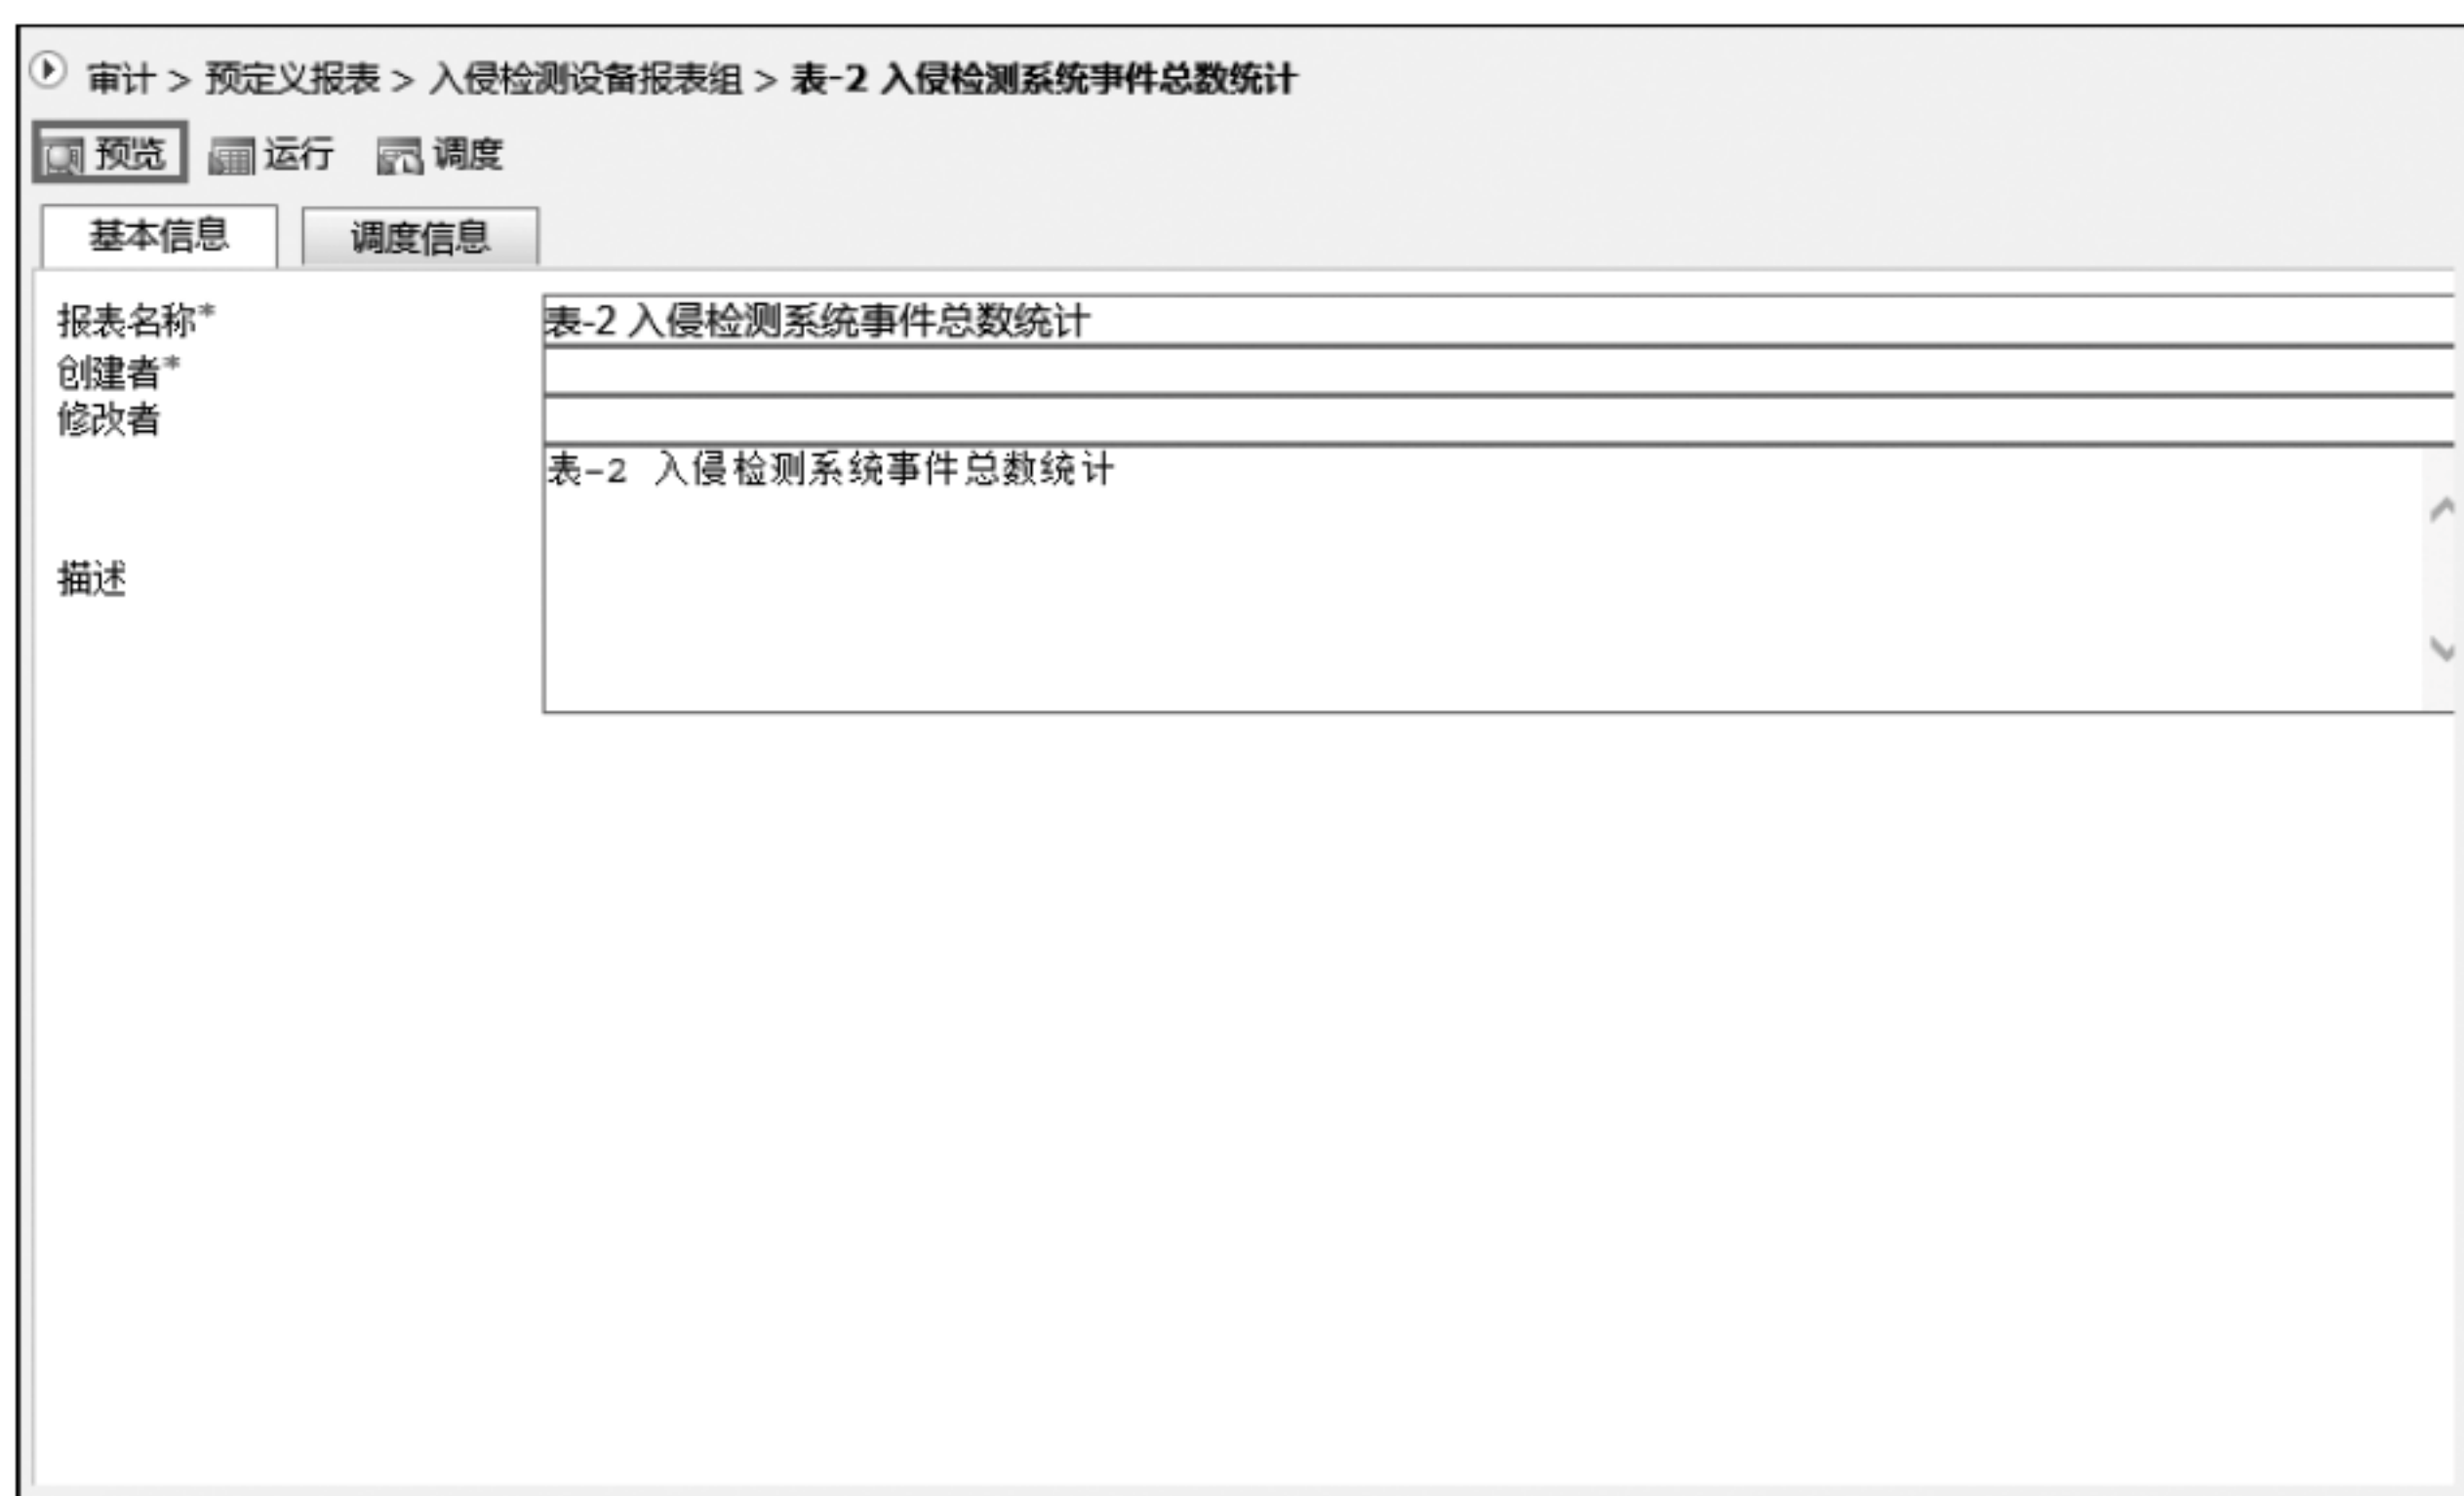 审计 > 预定义报表 > 入侵检测设备报表组 > 表-2 入侵检测系统事件总数统计
预览 运行 调度
基本信息 调度信息
报表名称* 表-2 入侵检测系统事件总数统计
创建者*
修改者
表-2 入侵检测系统事件总数统计
描述